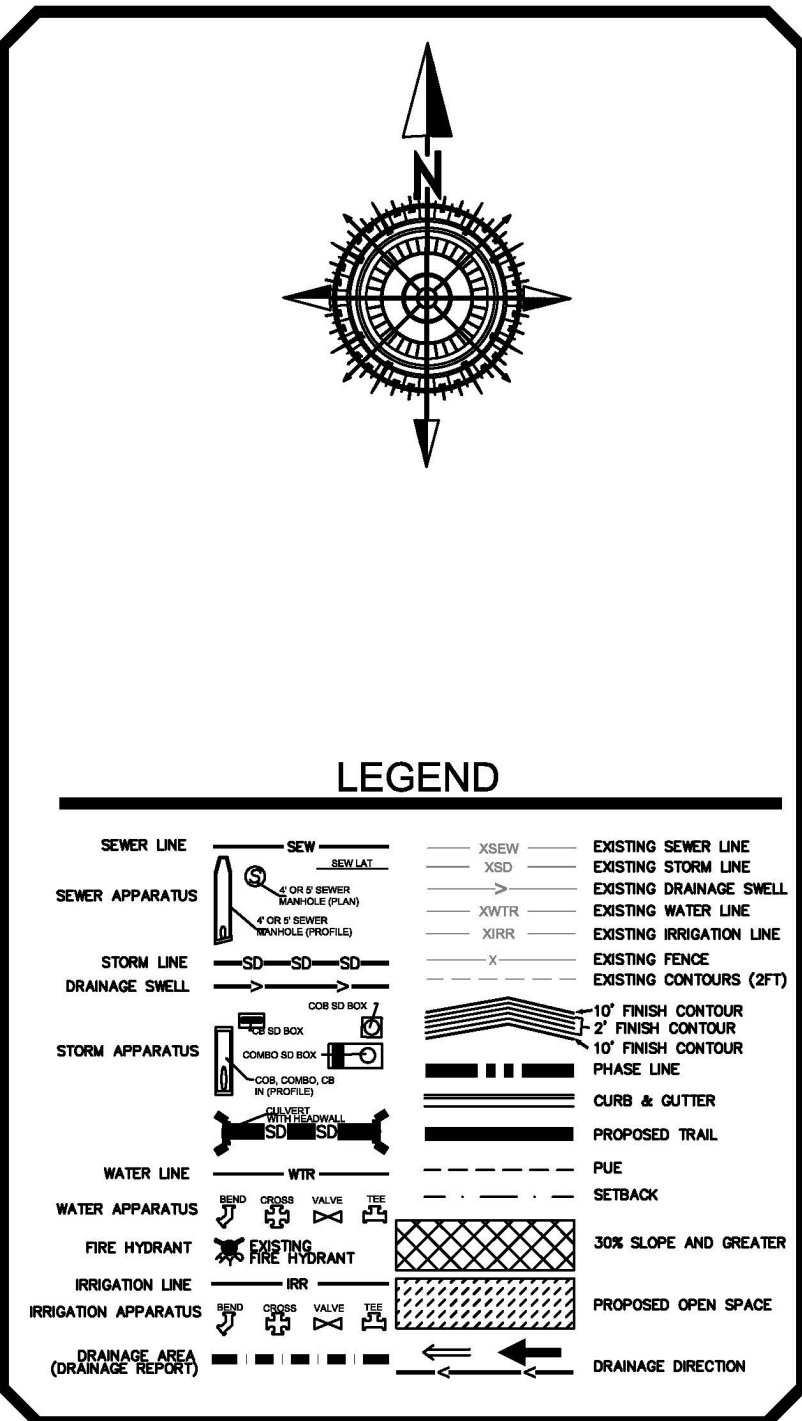 N
LEGEND
SEWER LINE
SEW
SEW LAT
SEWER APPARATUS
S
4' OR 5' SEWER
MANHOLE (PLAN)
4' OR 5' SEWER
MANHOLE (PROFILE)
STORM LINE
SD SD SD
DRAINAGE SWELL
> >
STORM APPARATUS
COB SD BOX
CB SD BOX
COMBO SD BOX
COB, COMBO, CB
IN (PROFILE)
CULVERT
WITH HEADWALL
SD SD
WATER LINE
WTR
WATER APPARATUS
BEND CROSS VALVE TEE
FIRE HYDRANT
EXISTING
FIRE HYDRANT
IRRIGATION LINE
IRR
IRRIGATION APPARATUS
BEND CROSS VALVE TEE
DRAINAGE AREA
(DRAINAGE REPORT)
XSEW EXISTING SEWER LINE
XSD EXISTING STORM LINE
> EXISTING DRAINAGE SWELL
XWTR EXISTING WATER LINE
XIRR EXISTING IRRIGATION LINE
X EXISTING FENCE
EXISTING CONTOURS (2FT)
10' FINISH CONTOUR
2' FINISH CONTOUR
10' FINISH CONTOUR
PHASE LINE
CURB & GUTTER
PROPOSED TRAIL
PUE
SETBACK
30% SLOPE AND GREATER
PROPOSED OPEN SPACE
< < DRAINAGE DIRECTION